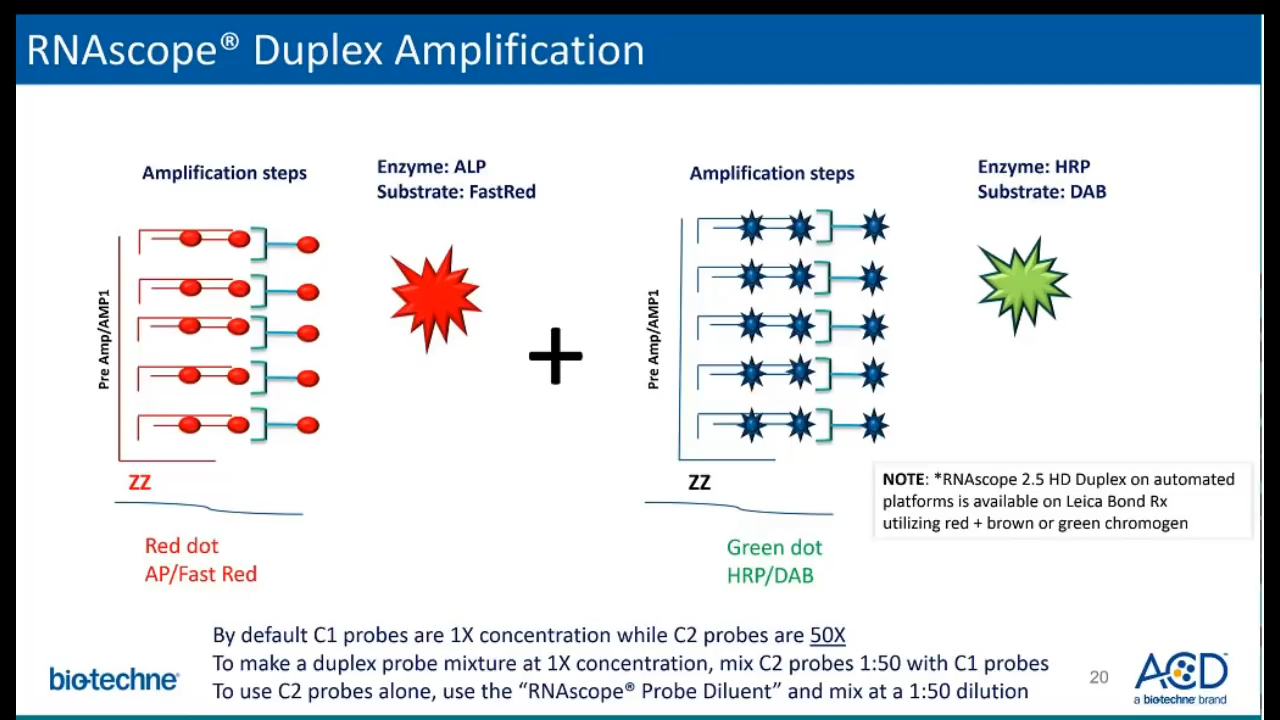 RNAscope® Duplex Amplification
Amplification steps
Enzyme: ALP
Substrate: FastRed
Pre Amp/AMP1
ZZ
Red dot
AP/Fast Red
+
Amplification steps
Enzyme: HRP
Substrate: DAB
Pre Amp/AMP1
ZZ
Green dot
HRP/DAB
NOTE: *RNAscope 2.5 HD Duplex on automated
platforms is available on Leica Bond Rx
utilizing red + brown or green chromogen
By default C1 probes are 1X concentration while C2 probes are 50X
To make a duplex probe mixture at 1X concentration, mix C2 probes 1:50 with C1 probes
To use C2 probes alone, use the “RNAscope® Probe Diluent” and mix at a 1:50 dilution
bio-techne®
20
ACD
a biotechne brand